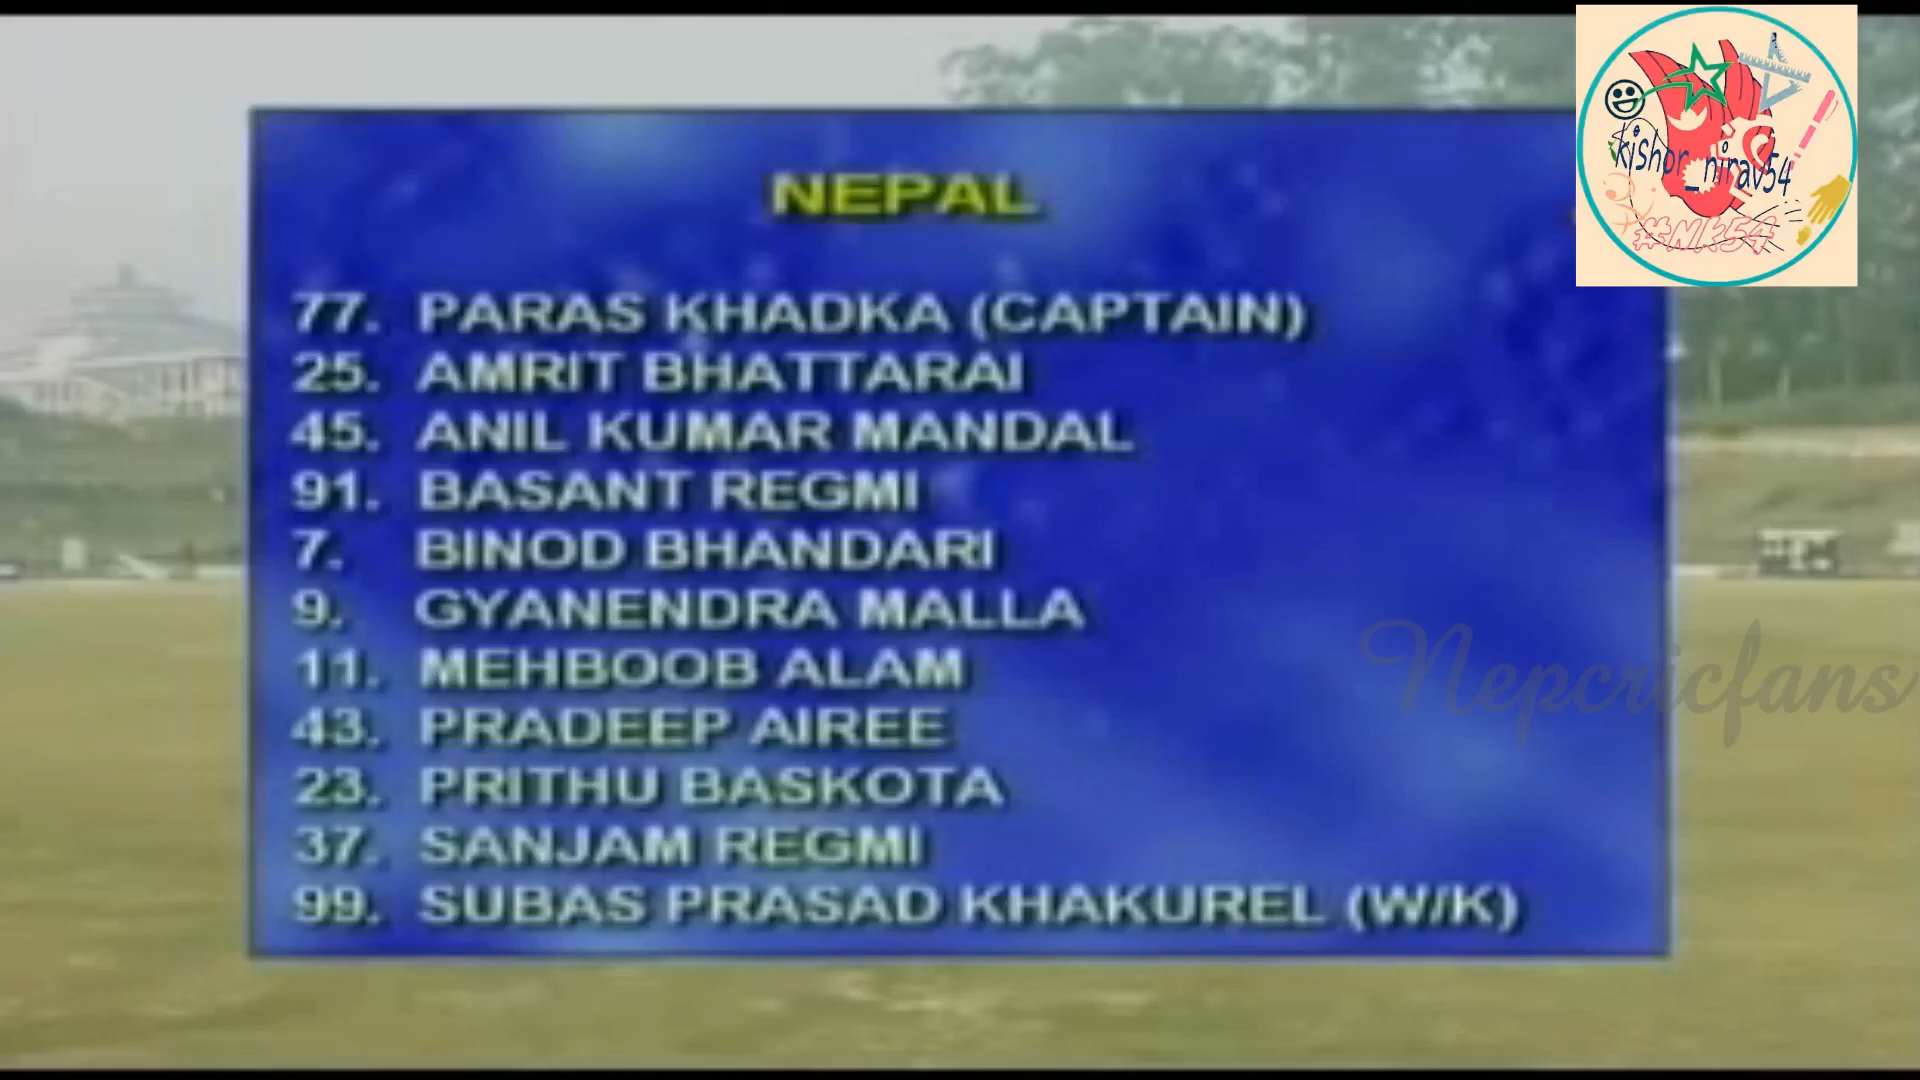 NEPAL
77. PARAS KHADKA (CAPTAIN)
25. AMRIT BHATTARAI
45. ANIL KUMAR MANDAL
91. BASANT REGMI
7. BINOD BHANDARI
9. GYANENDRA MALLA
11. MEHBOOB ALAM
43. PRADEEP AIREE
23. PRITHU BASKOTA
37. SANJAM REGMI
99. SUBAS PRASAD KHAKUREL (W/K)
kishor_nirav54
#NK54
Nepcricfans